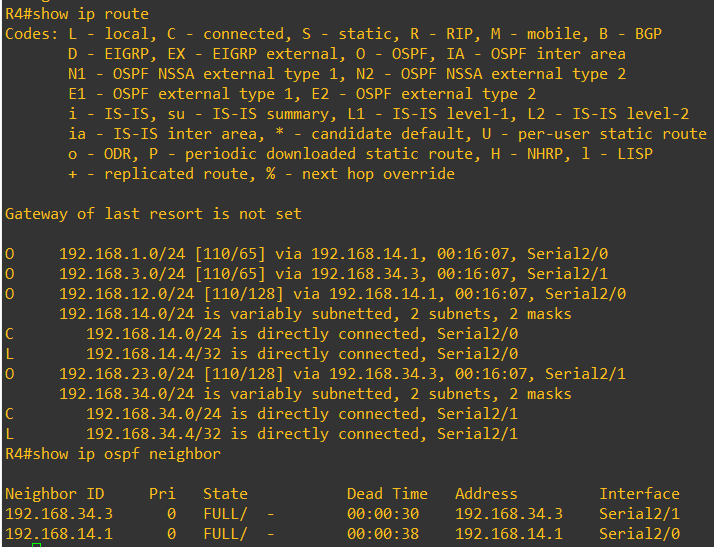 R4#show ip route
Codes: L - local, C - connected, S - static, R - RIP, M - mobile, B - BGP
       D - EIGRP, EX - EIGRP external, O - OSPF, IA - OSPF inter area
       N1 - OSPF NSSA external type 1, N2 - OSPF NSSA external type 2
       E1 - OSPF external type 1, E2 - OSPF external type 2
       i - IS-IS, su - IS-IS summary, L1 - IS-IS level-1, L2 - IS-IS level-2
       ia - IS-IS inter area, * - candidate default, U - per-user static route
       o - ODR, P - periodic downloaded static route, H - NHRP, l - LISP
       + - replicated route, % - next hop override

Gateway of last resort is not set

O     192.168.1.0/24 [110/65] via 192.168.14.1, 00:16:07, Serial2/0
O     192.168.3.0/24 [110/65] via 192.168.34.3, 00:16:07, Serial2/1
O     192.168.12.0/24 [110/128] via 192.168.14.1, 00:16:07, Serial2/0
      192.168.14.0/24 is variably subnetted, 2 subnets, 2 masks
C        192.168.14.0/24 is directly connected, Serial2/0
L        192.168.14.4/32 is directly connected, Serial2/0
O     192.168.23.0/24 [110/128] via 192.168.34.3, 00:16:07, Serial2/1
      192.168.34.0/24 is variably subnetted, 2 subnets, 2 masks
C        192.168.34.0/24 is directly connected, Serial2/1
L        192.168.34.4/32 is directly connected, Serial2/1
R4#show ip ospf neighbor

Neighbor ID     Pri   State           Dead Time   Address         Interface
192.168.34.3      0   FULL/  -        00:00:30    192.168.34.3    Serial2/1
192.168.14.1      0   FULL/  -        00:00:38    192.168.14.1    Serial2/0